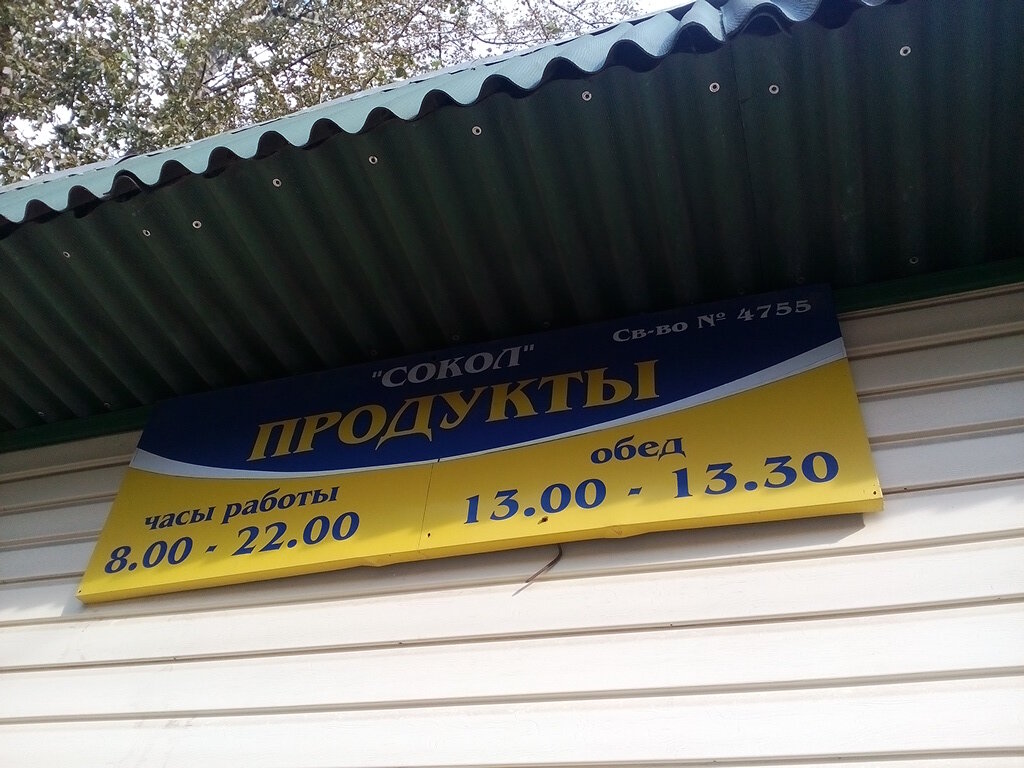 "СОКОЛ"
Св-во № 4755
ПРОДУКТЫ
часы работы
8.00 - 22.00
обед
13.00 - 13.30